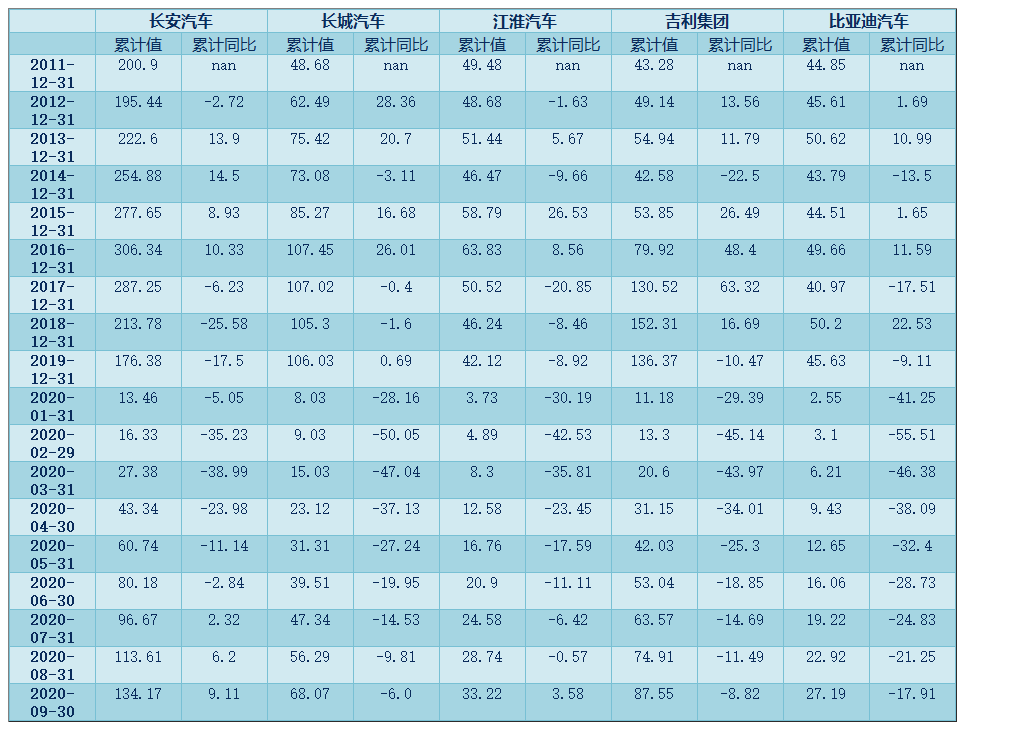 长安汽车 长城汽车 江淮汽车 吉利集团 比亚迪汽车
累计值 累计同比 累计值 累计同比 累计值 累计同比 累计值 累计同比 累计值 累计同比
2011-12-31 200.9 nan 48.68 nan 49.48 nan 43.28 nan 44.85 nan
2012-12-31 195.44 -2.72 62.49 28.36 48.68 -1.63 49.14 13.56 45.61 1.69
2013-12-31 222.6 13.9 75.42 20.7 51.44 5.67 54.94 11.79 50.62 10.99
2014-12-31 254.88 14.5 73.08 -3.11 46.47 -9.66 42.58 -22.5 43.79 -13.5
2015-12-31 277.65 8.93 85.27 16.68 58.79 26.53 53.85 26.49 44.51 1.65
2016-12-31 306.34 10.33 107.45 26.01 63.83 8.56 79.92 48.4 49.66 11.59
2017-12-31 287.25 -6.23 107.02 -0.4 50.52 -20.85 130.52 63.32 40.97 -17.51
2018-12-31 213.78 -25.58 105.3 -1.6 46.24 -8.46 152.31 16.69 50.2 22.53
2019-12-31 176.38 -17.5 106.03 0.69 42.12 -8.92 136.37 -10.47 45.63 -9.11
2020-01-31 13.46 -5.05 8.03 -28.16 3.73 -30.19 11.18 -29.39 2.55 -41.25
2020-02-29 16.33 -35.23 9.03 -50.05 4.89 -42.53 13.3 -45.14 3.1 -55.51
2020-03-31 27.38 -38.99 15.03 -47.04 8.3 -35.81 20.6 -43.97 6.21 -46.38
2020-04-30 43.34 -23.98 23.12 -37.13 12.58 -23.45 31.15 -34.01 9.43 -38.09
2020-05-31 60.74 -11.14 31.31 -27.24 16.76 -17.59 42.03 -25.3 12.65 -32.4
2020-06-30 80.18 -2.84 39.51 -19.95 20.9 -11.11 53.04 -18.85 16.06 -28.73
2020-07-31 96.67 2.32 47.34 -14.53 24.58 -6.42 63.57 -14.69 19.22 -24.83
2020-08-31 113.61 6.2 56.29 -9.81 28.74 -0.57 74.91 -11.49 22.92 -21.25
2020-09-30 134.17 9.11 68.07 -6.0 33.22 3.58 87.55 -8.82 27.19 -17.91